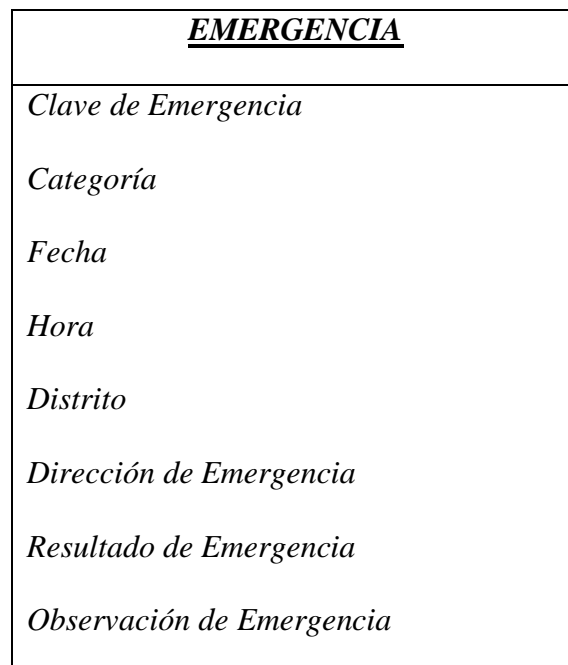 EMERGENCIA
Clave de Emergencia
Categoría
Fecha
Hora
Distrito
Dirección de Emergencia
Resultado de Emergencia
Observación de Emergencia